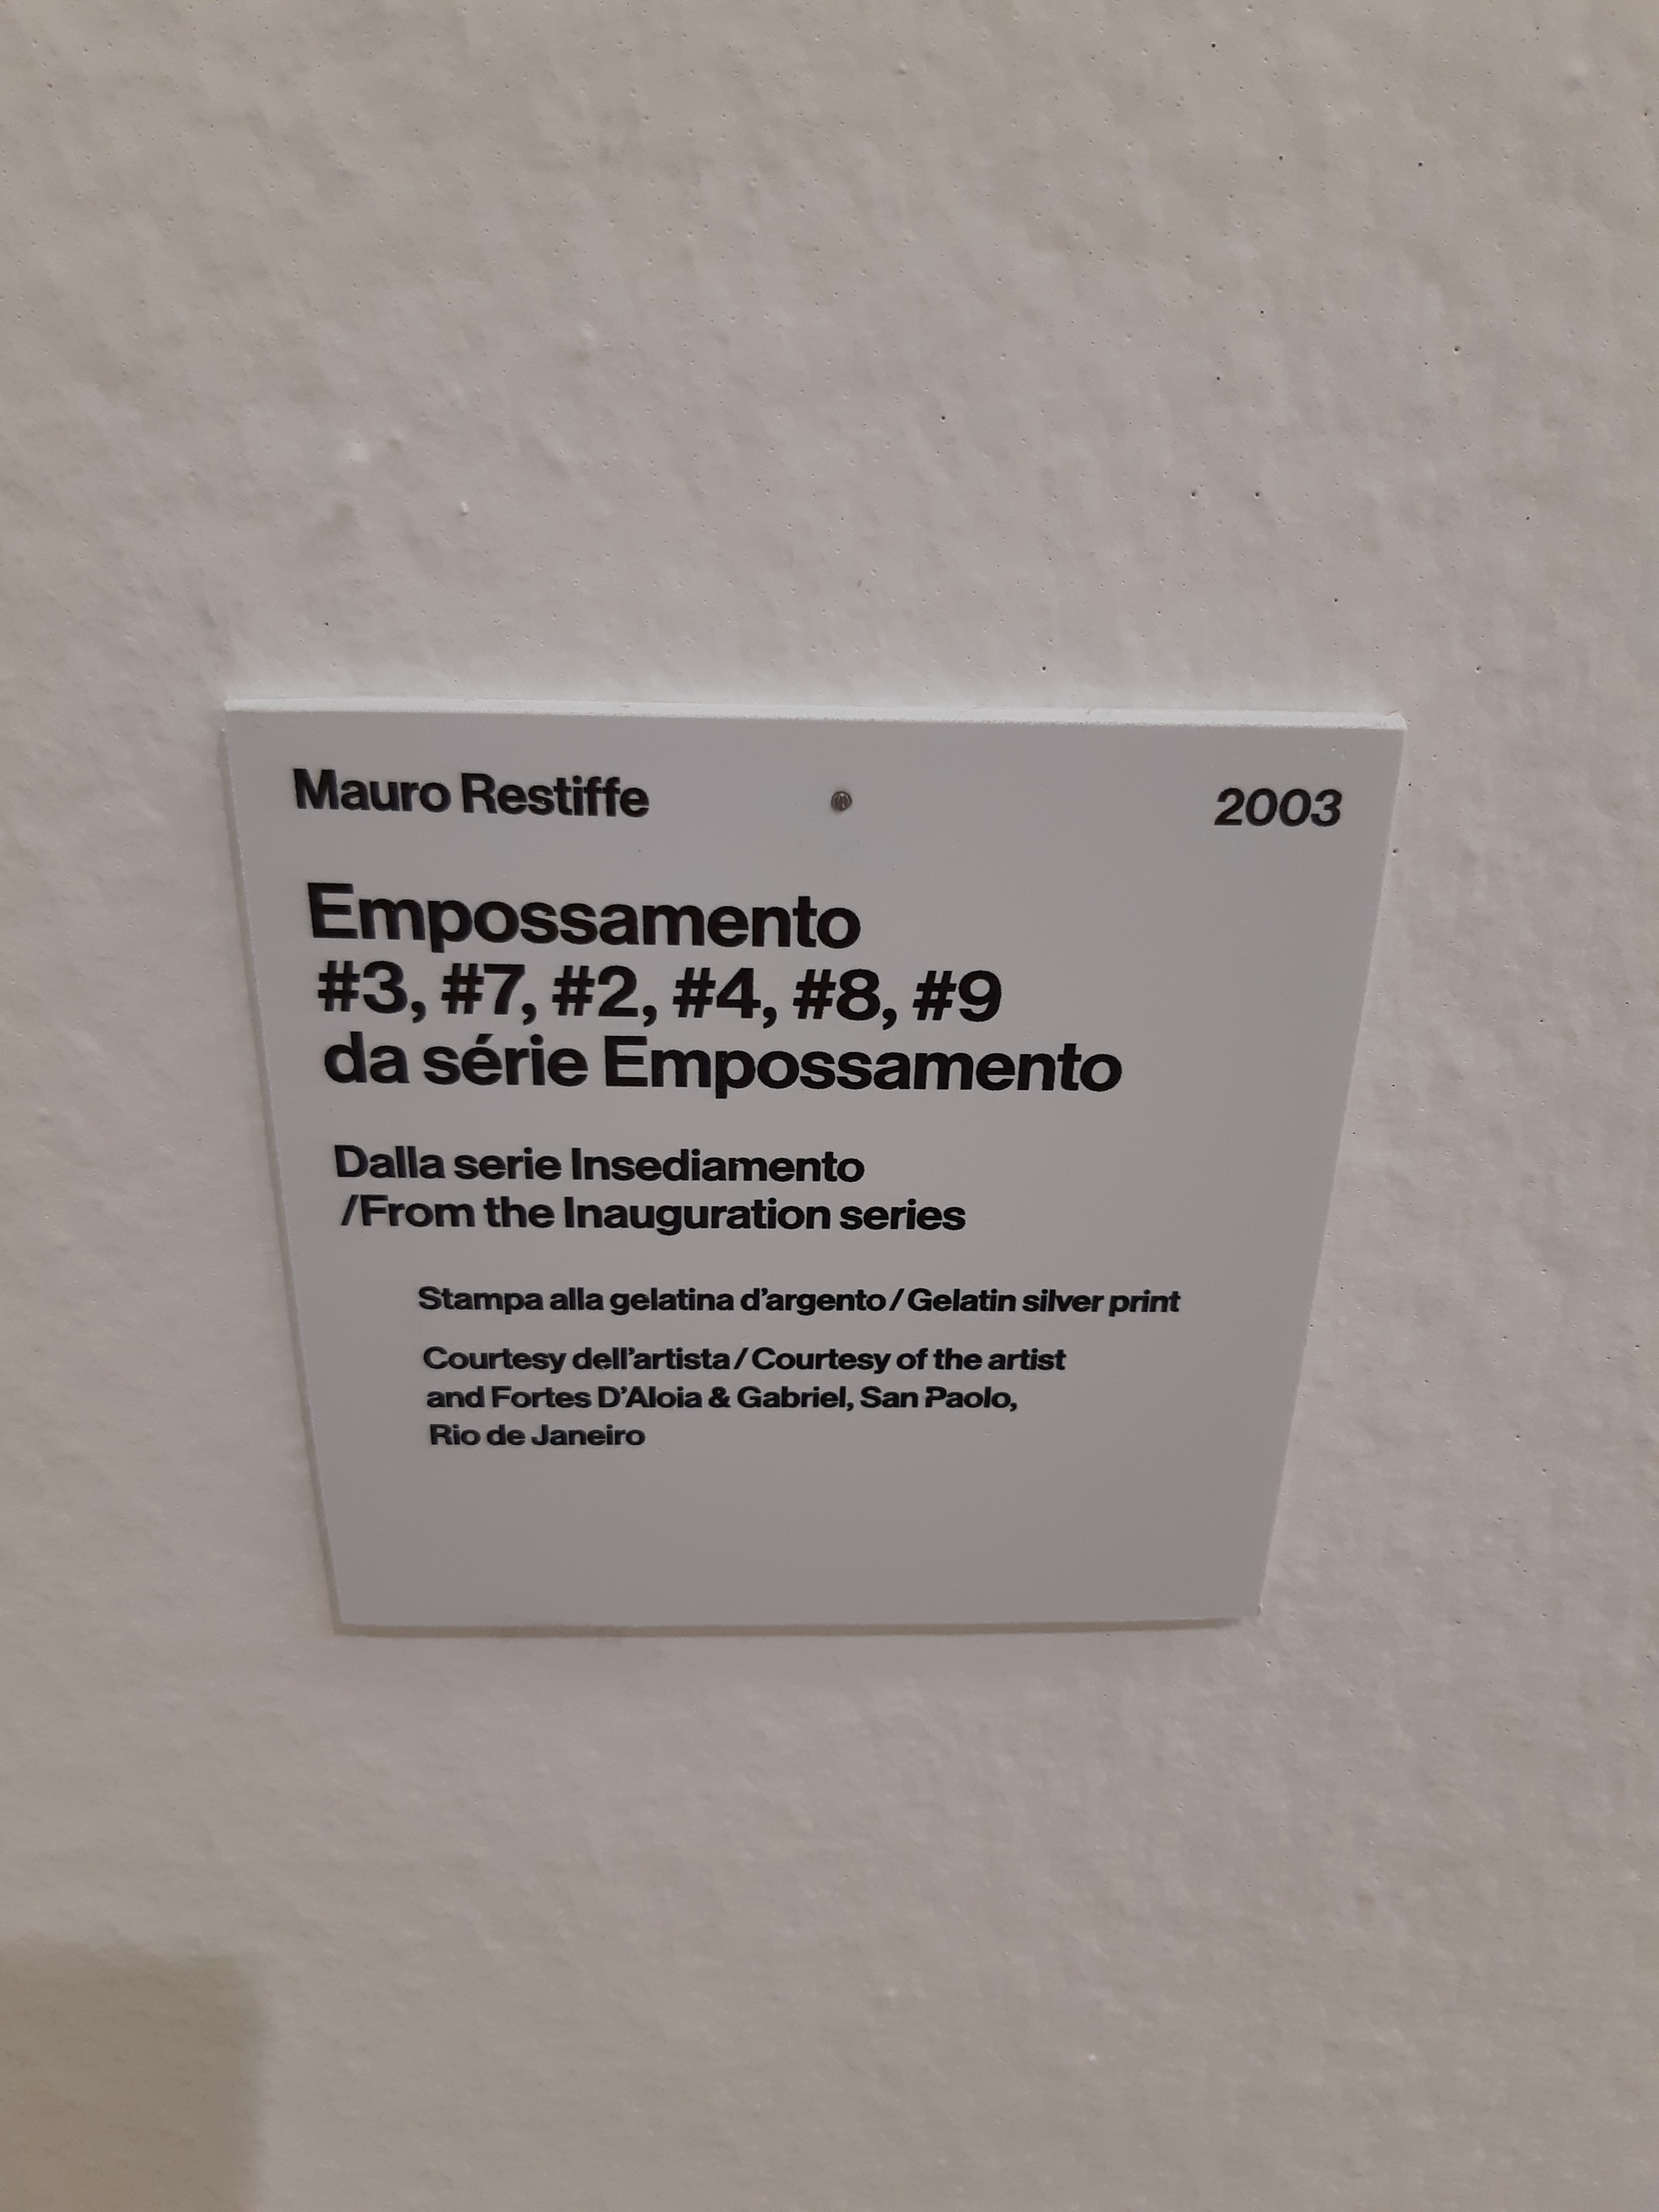 Mauro Restiffe
2003
Empossamento
#3, #7, #2, #4, #8, #9
da série Empossamento
Dalla serie Insediamento
/From the Inauguration series
Stampa alla gelatina d’argento/Gelatin silver print
Courtesy dell’artista/Courtesy of the artist
and Fortes D’Aloia & Gabriel, San Paolo,
Rio de Janeiro